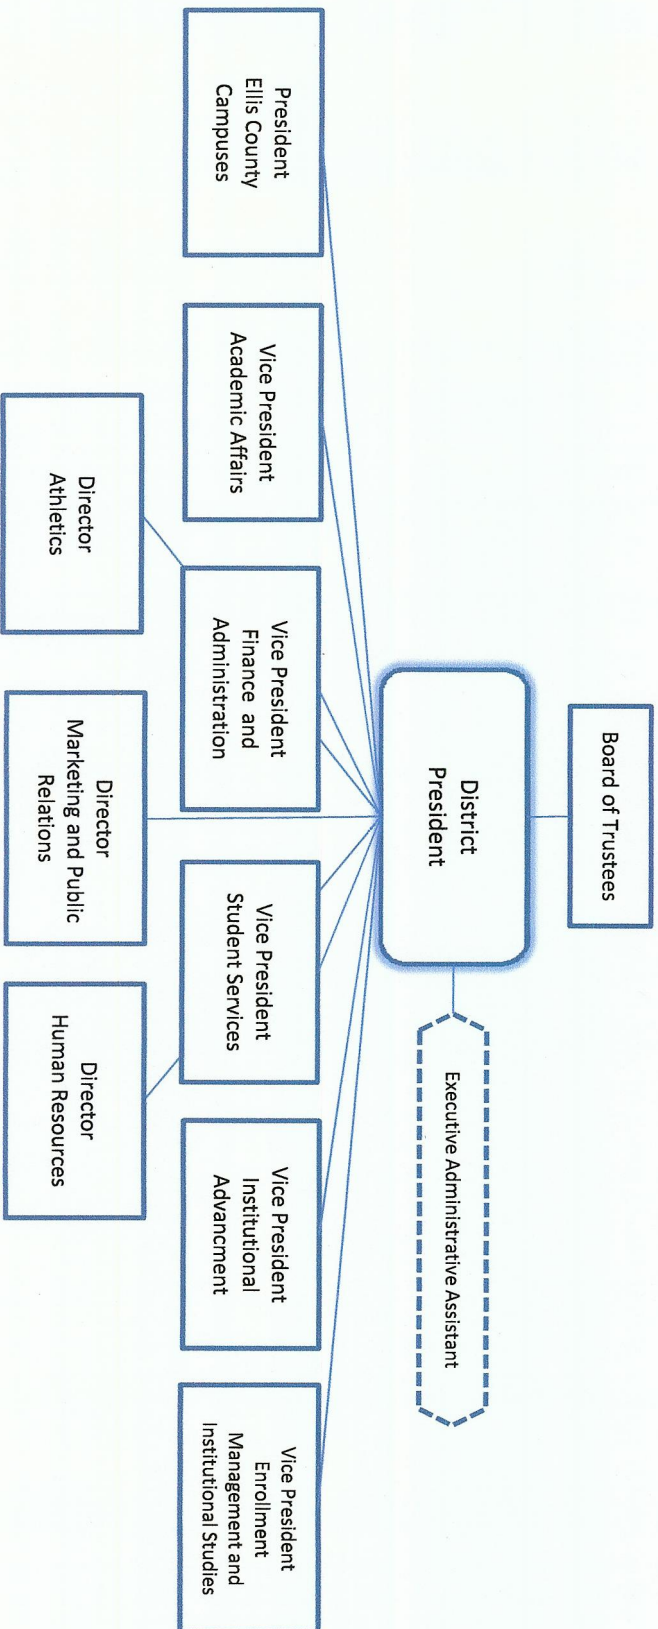 Board of Trustees
District
President
Executive Administrative Assistant
President
Ellis County
Campuses
Vice President
Academic Affairs
Vice President
Finance and
Administration
Vice President
Student Services
Vice President
Institutional
Advancment
Vice President
Enrollment
Management and
Institutional Studies
Director
Athletics
Director
Marketing and Public
Relations
Director
Human Resources